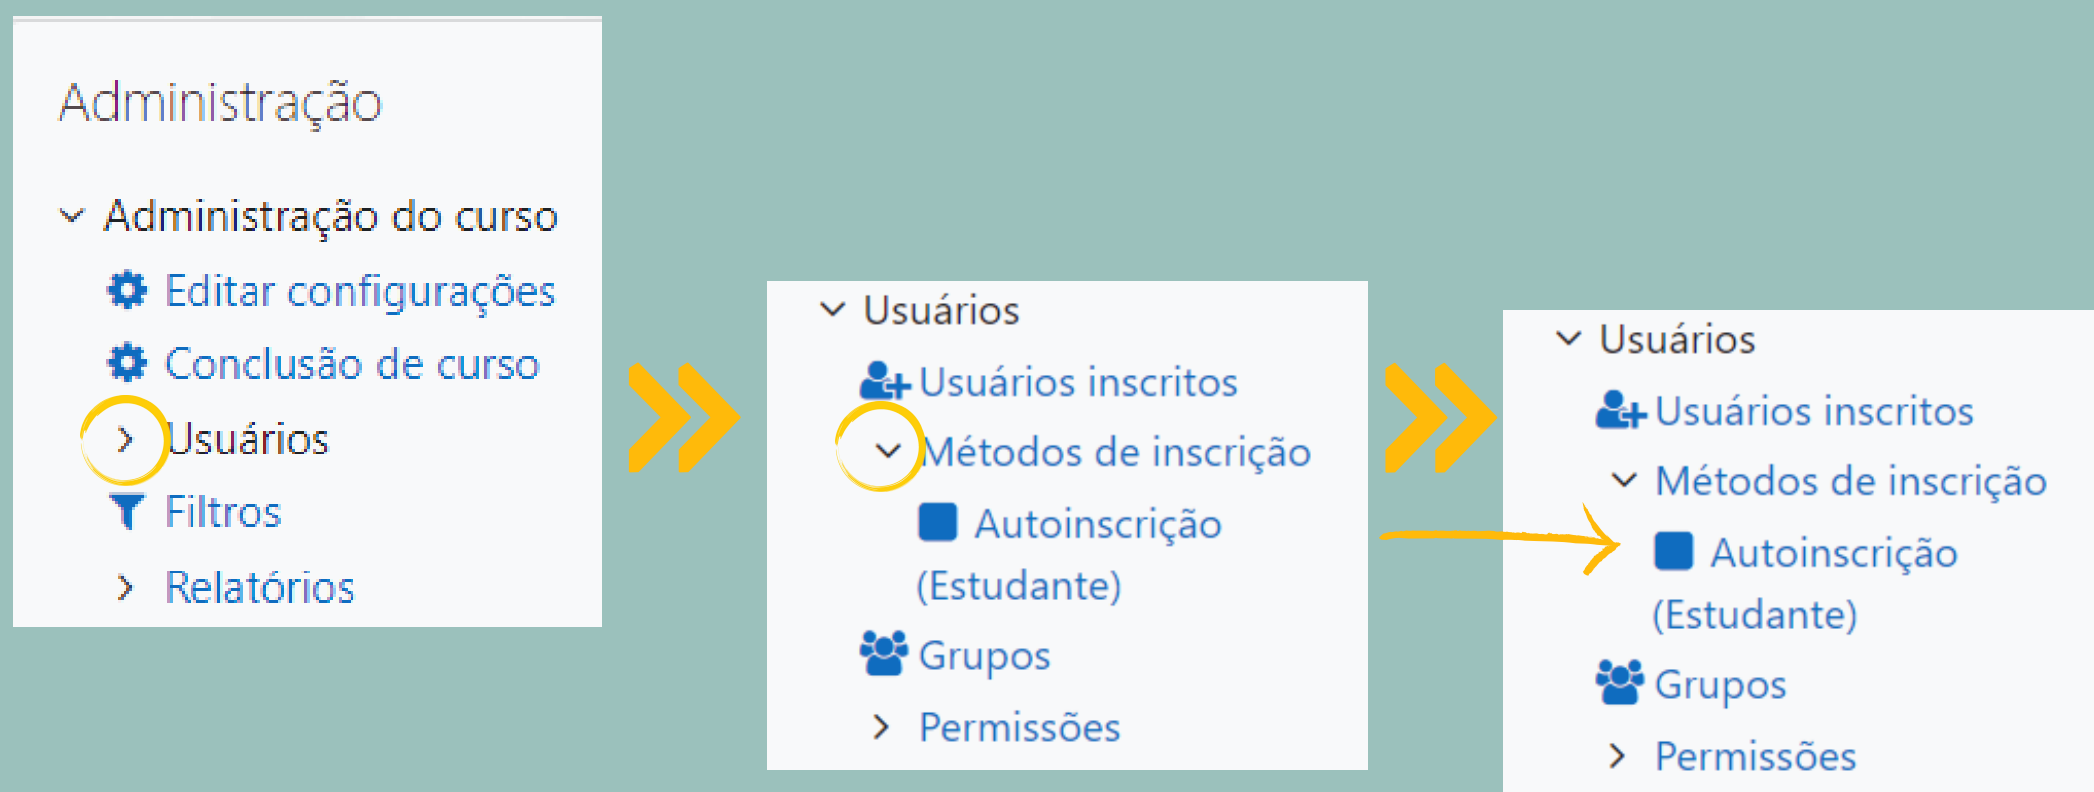 Administração
Administração do curso
Editar configurações
Conclusão de curso
Usuários
Filtros
Relatórios
Usuários
Usuários inscritos
Métodos de inscrição
Autoinscrição
(Estudante)
Grupos
Permissões
Usuários
Usuários inscritos
Métodos de inscrição
Autoinscrição
(Estudante)
Grupos
Permissões